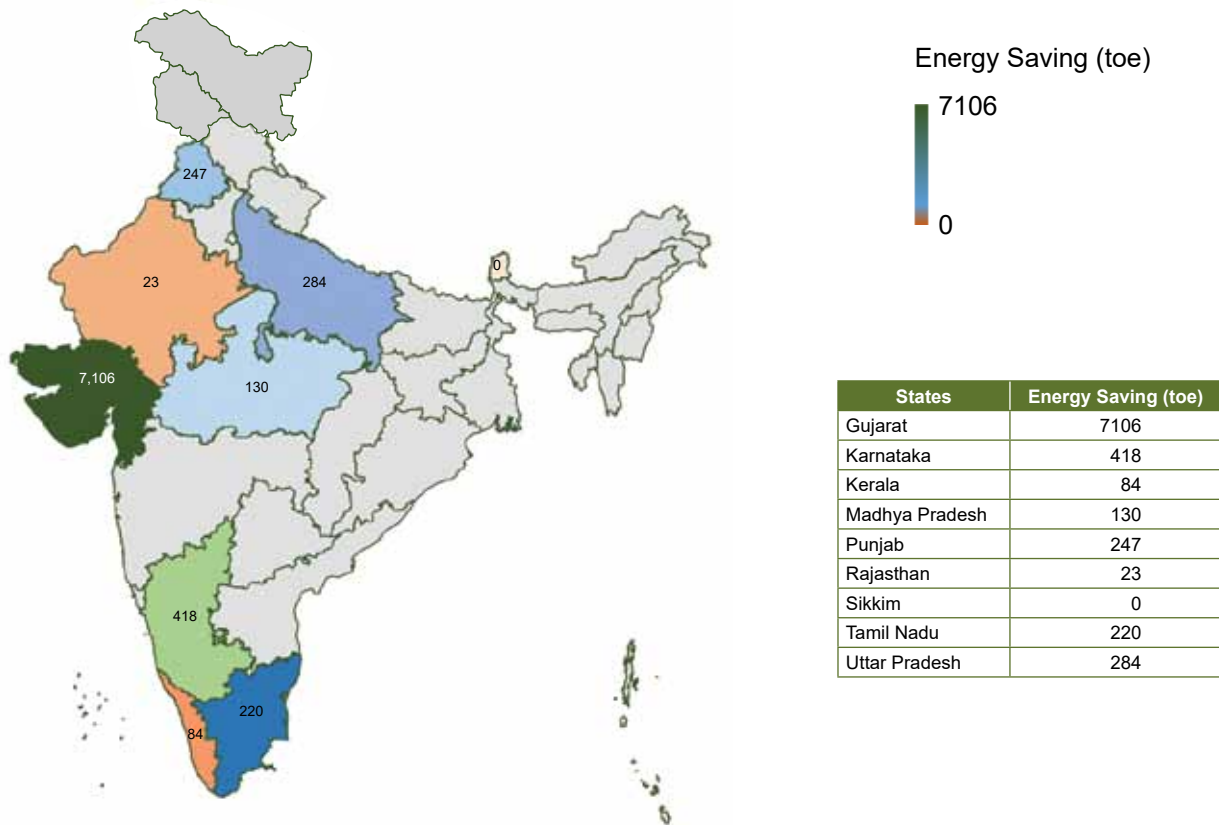 Energy Saving (toe)
7106
0
247
23
284
0
7,106
130
418
220
84
States Energy Saving (toe)
Gujarat 7106
Karnataka 418
Kerala 84
Madhya Pradesh 130
Punjab 247
Rajasthan 23
Sikkim 0
Tamil Nadu 220
Uttar Pradesh 284